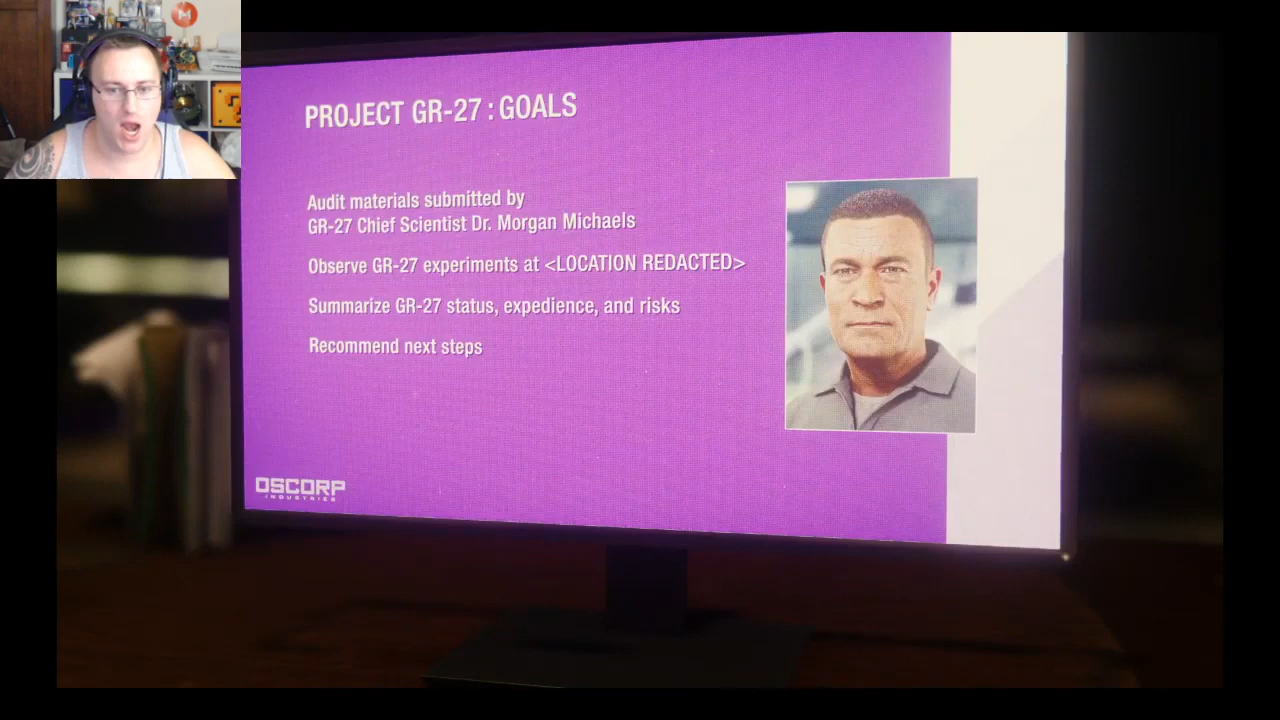 PROJECT GR-27 : GOALS
Audit materials submitted by
GR-27 Chief Scientist Dr. Morgan Michaels
Observe GR-27 experiments at <LOCATION REDACTED>
Summarize GR-27 status, expedience, and risks
Recommend next steps
OSCORP
INDUSTRIES